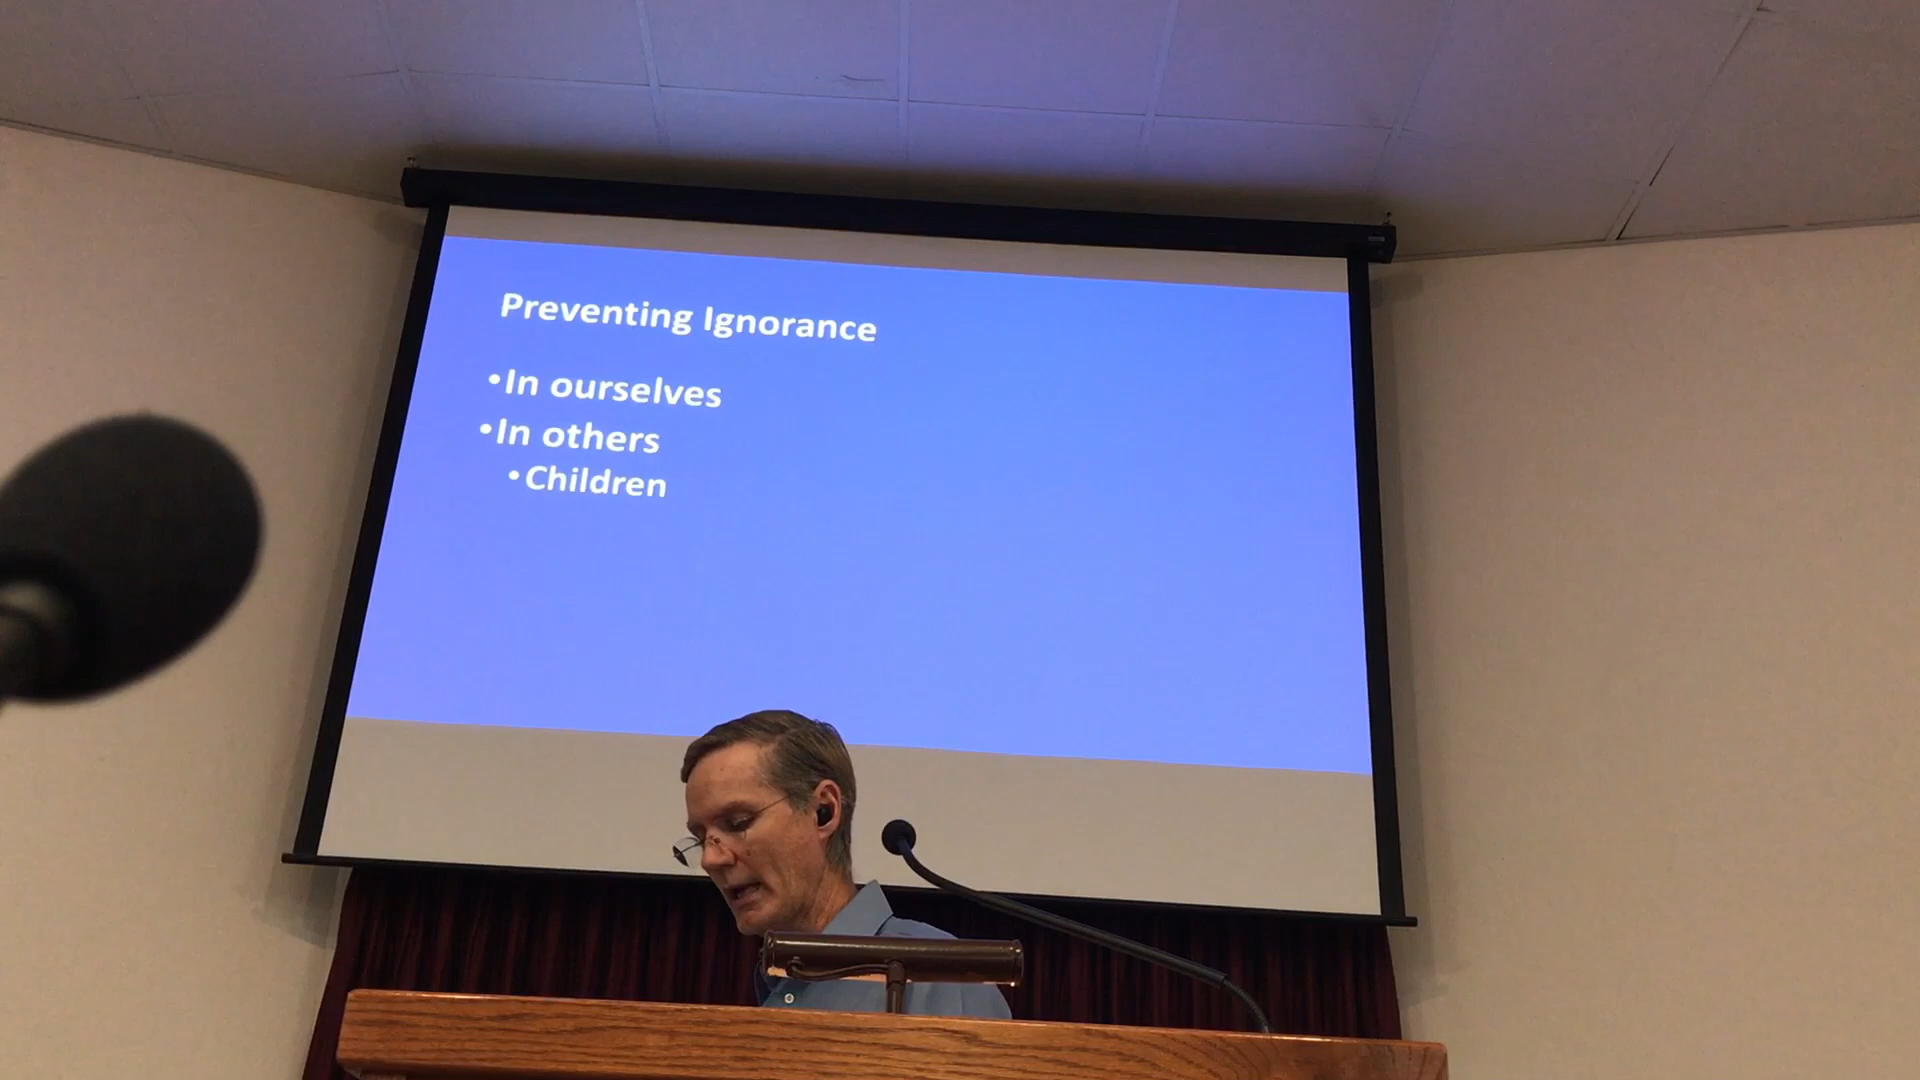 Preventing Ignorance
•In ourselves
•In others
•Children